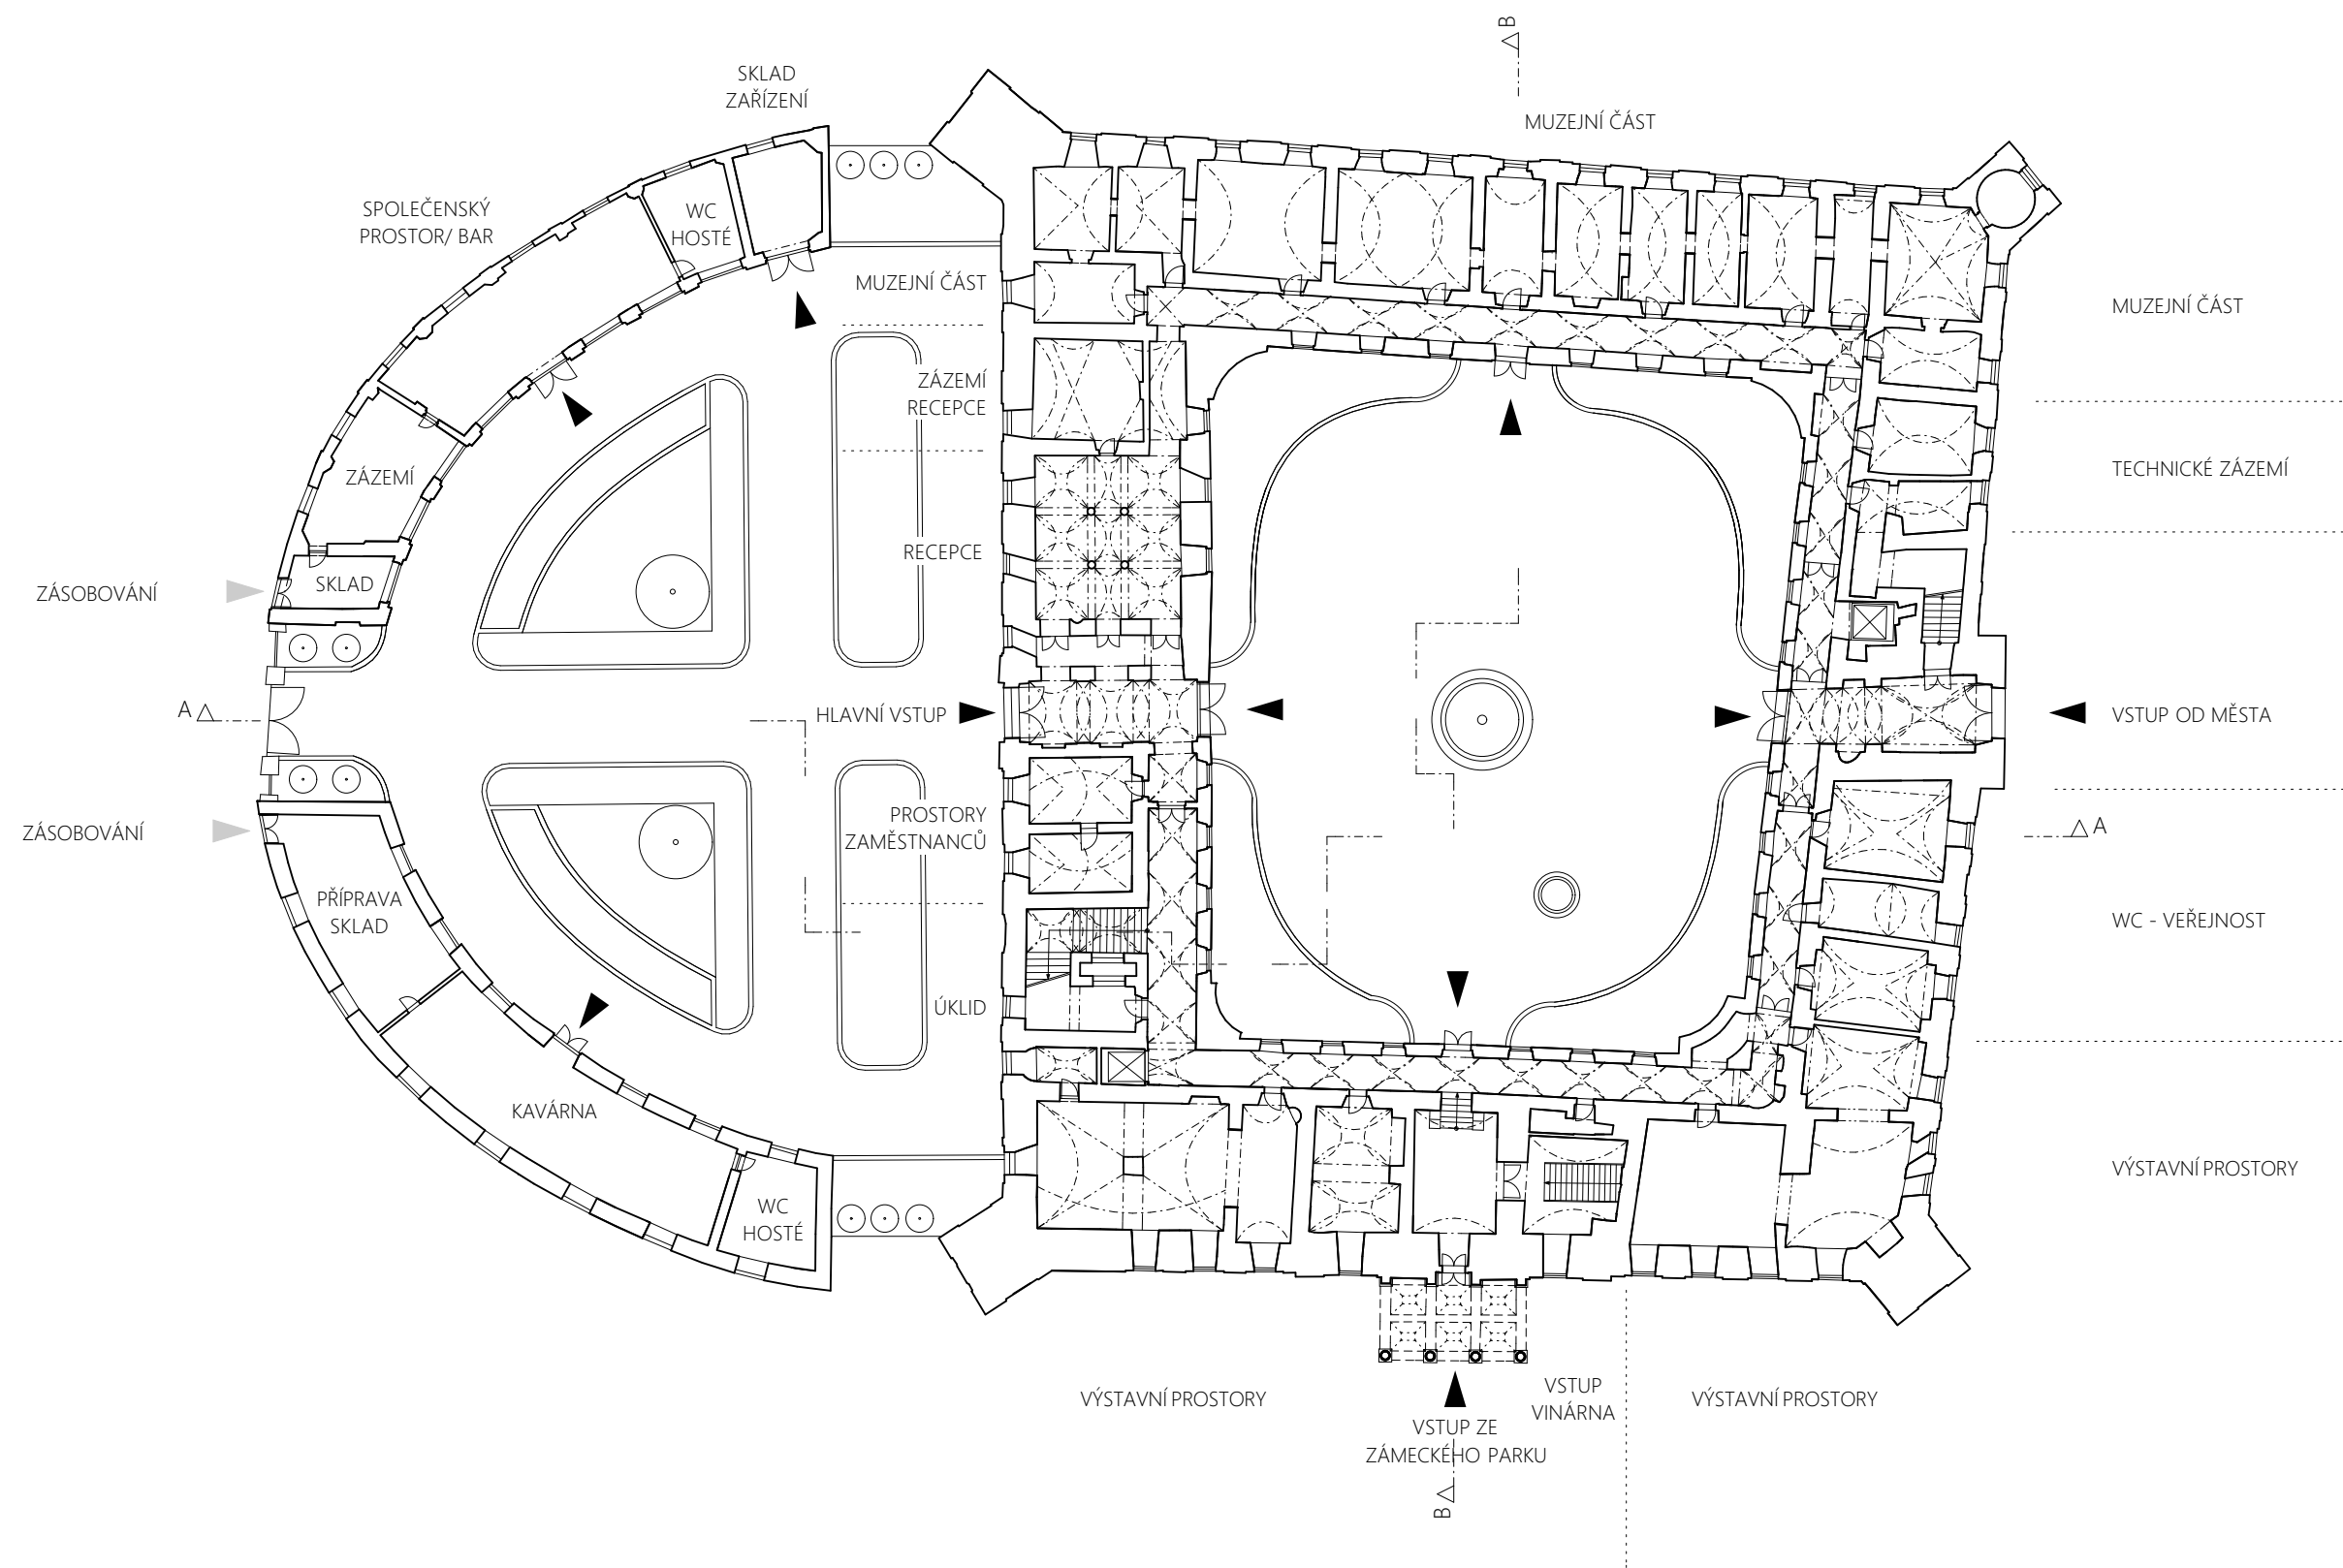 B
SKLAD
ZAŘÍZENÍ
MUZEJNÍ ČÁST
SPOLEČENSKÝ
PROSTOR/ BAR
WC
HOSTÉ
MUZEJNÍ ČÁST
MUZEJNÍ ČÁST
ZÁZEMÍ
RECEPCE
ZÁZEMÍ
TECHNICKÉ ZÁZEMÍ
RECEPCE
SKLAD
ZÁSOBOVÁNÍ
A
HLAVNÍ VSTUP
VSTUP OD MĚSTA
PROSTORY
ZAMĚSTNANCŮ
ZÁSOBOVÁNÍ
A
PŘÍPRAVA
SKLAD
WC - VEŘEJNOST
ÚKLID
KAVÁRNA
VÝSTAVNÍ PROSTORY
WC
HOSTÉ
VÝSTAVNÍ PROSTORY
VSTUP
VINÁRNA
VÝSTAVNÍ PROSTORY
VSTUP ZE
ZÁMECKÉHO PARKU
B